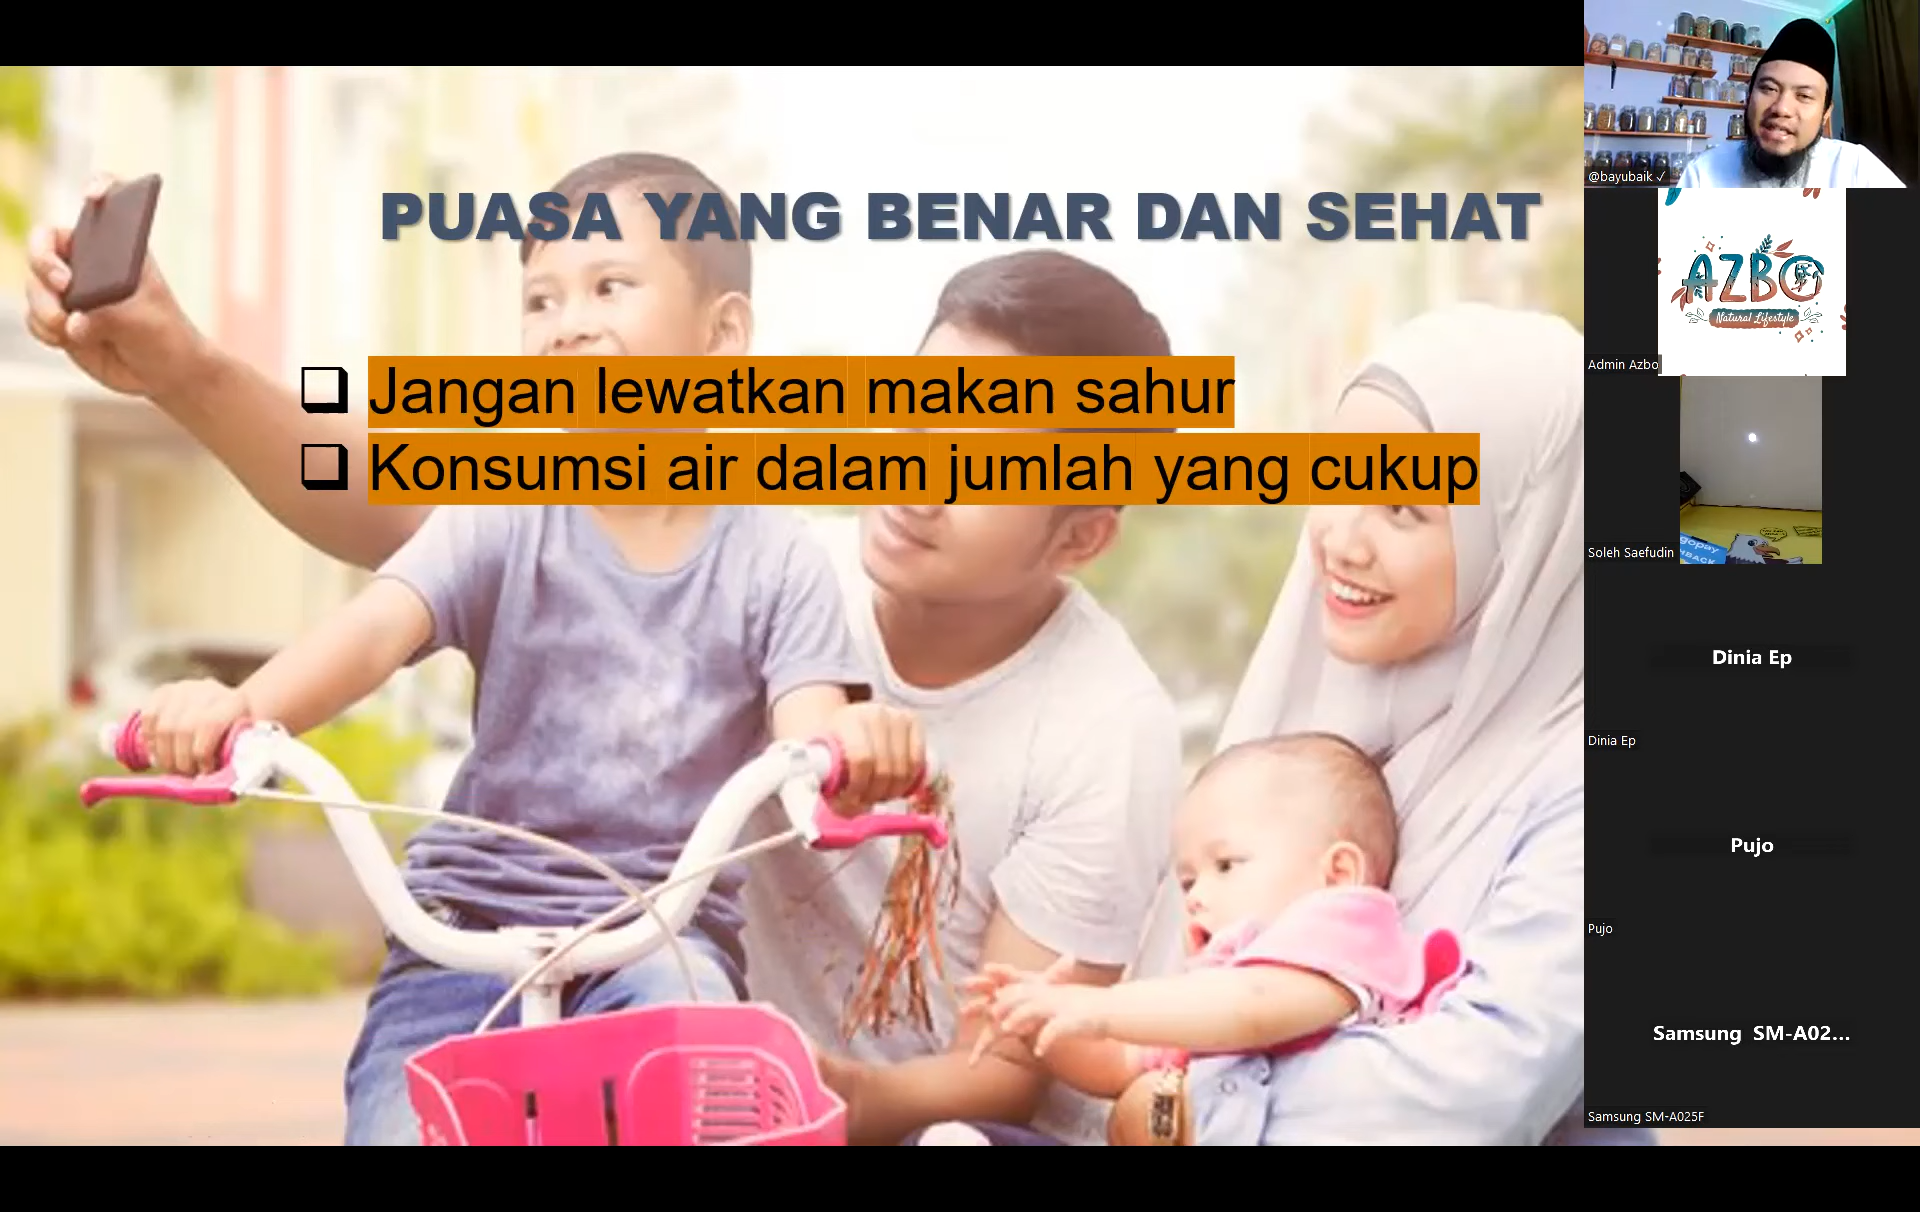 PUASA YANG BENAR DAN SEHAT
Jangan lewatkan makan sahur
Konsumsi air dalam jumlah yang cukup
@bayubaik ✓
AZBO
Natural Lifestyle
Admin Azbo
gopay
Soleh Saefudin
Dinia Ep
Dinia Ep
Pujo
Pujo
Samsung SM-A02...
Samsung SM-A025F